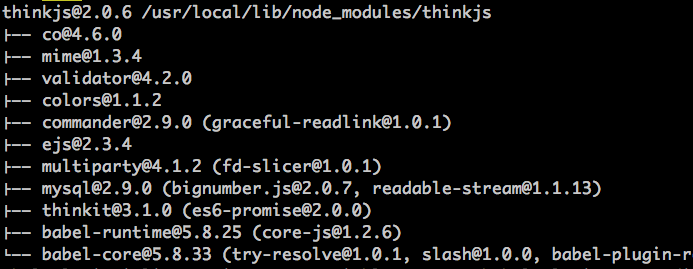 thinkjs@2.0.6 /usr/local/lib/node_modules/thinkjs
├── co@4.6.0
├── mime@1.3.4
├── validator@4.2.0
├── colors@1.1.2
├── commander@2.9.0 (graceful-readlink@1.0.1)
├── ejs@2.3.4
├── multiparty@4.1.2 (fd-slicer@1.0.1)
├── mysql@2.9.0 (bignumber.js@2.0.7, readable-stream@1.1.13)
├── thinkit@3.1.0 (es6-promise@2.0.0)
├── babel-runtime@5.8.25 (core-js@1.2.6)
└── babel-core@5.8.33 (try-resolve@1.0.1, slash@1.0.0, babel-plugin-r